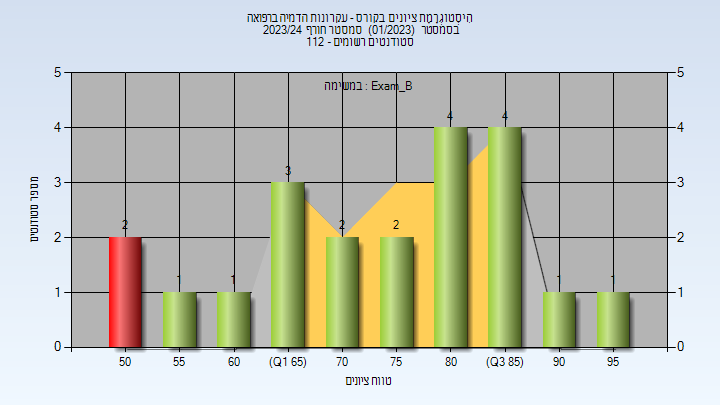 היסטוגרמת ציונים בקורס - עקרונות הדמיה ברפואה
בסמסטר (01/2023) סמסטר חורף 2023/24
סטודנטים רשומים - 112
במשימה : Exam_B
מספר סטודנטים
5 5
4 4
3 3
2 2
1 1
0 0
2 1 1 3 2 2 4 4 1 1
50 55 60 (Q1 65) 70 75 80 (Q3 85) 90 95
טווח ציונים